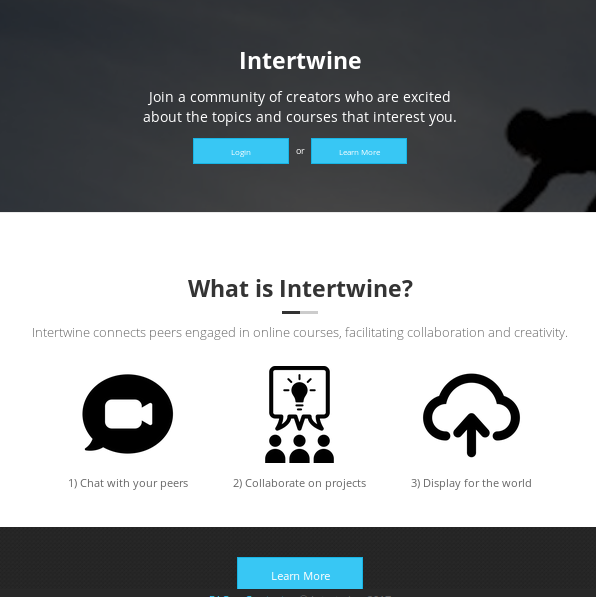 Intertwine
Join a community of creators who are excited
about the topics and courses that interest you.
Login or Learn More
What is Intertwine?
Intertwine connects peers engaged in online courses, facilitating collaboration and creativity.
1) Chat with your peers 2) Collaborate on projects 3) Display for the world
Learn More